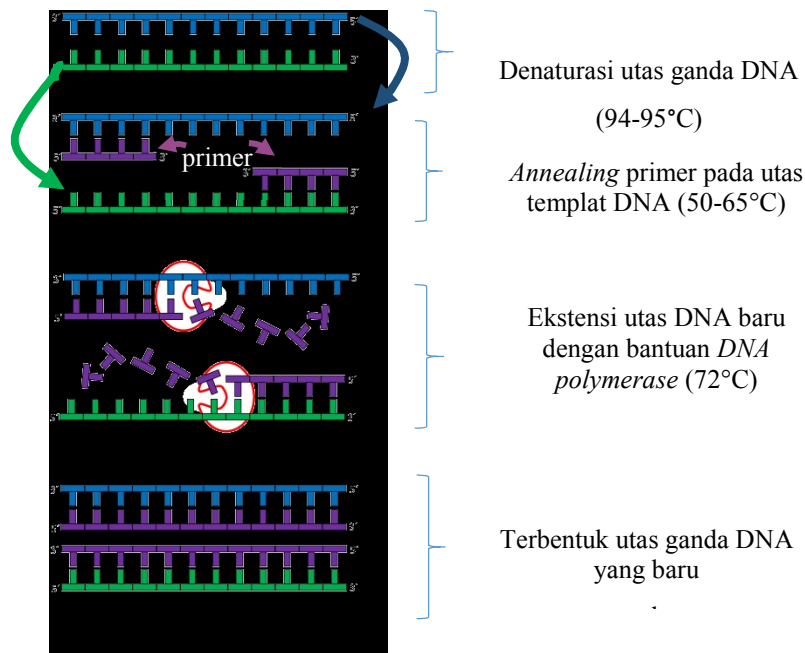 Denaturasi utas ganda DNA
(94-95°C)
primer
Annealing primer pada utas
templat DNA (50-65°C)
Ekstensi utas DNA baru
dengan bantuan DNA
polymerase (72°C)
Terbentuk utas ganda DNA
yang baru
.